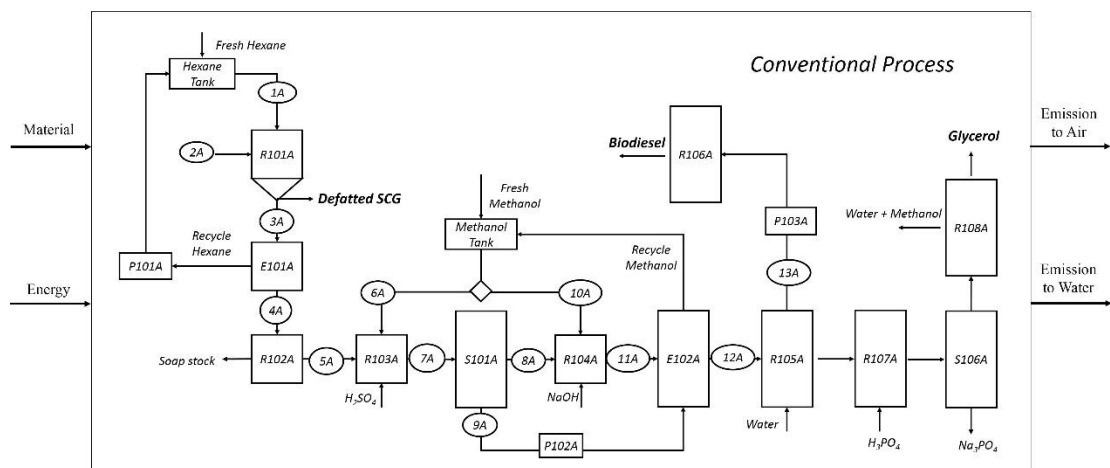 Conventional Process
Material
Energy
Emission
to Air
Emission
to Water
Fresh Hexane
Hexane
Tank
1A
2A
R101A
Defatted SCG
3A
Recycle
Hexane
P101A
E101A
4A
Soap stock
R102A
5A
Fresh
Methanol
Methanol
Tank
Recycle
Methanol
6A
10A
R103A
H₂SO₄
7A
S101A
8A
R104A
NaOH
11A
E102A
9A
P102A
12A
R105A
Water
13A
P103A
R106A
Biodiesel
R107A
H₃PO₄
S106A
Na₃PO₄
R108A
Water + Methanol
Glycerol